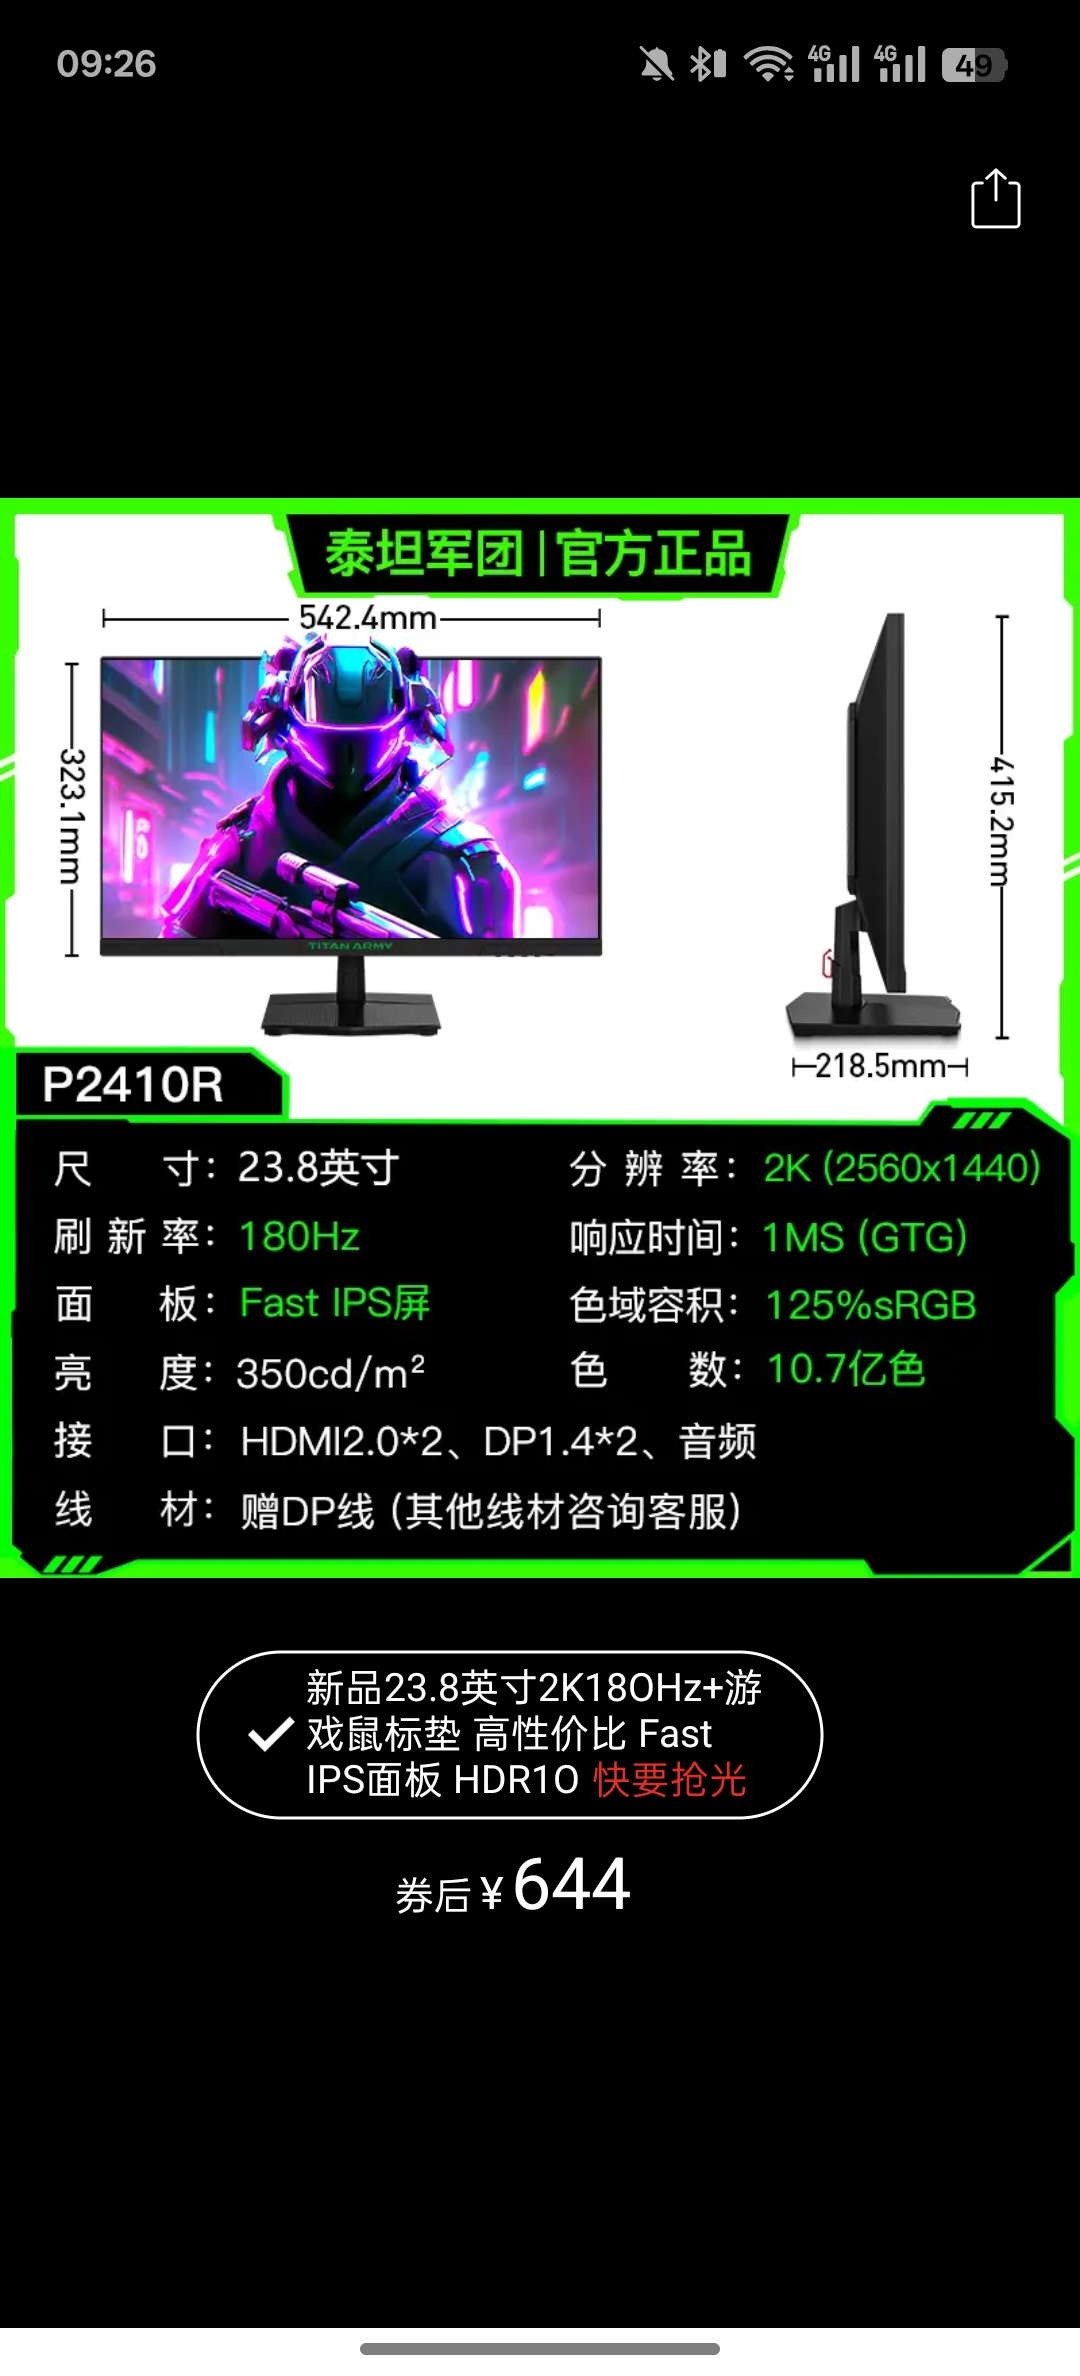 09:26
4G 4G 49
泰坦军团|官方正品
542.4mm
323.1mm
415.2mm
TITAN ARMY
218.5mm
P2410R
尺寸：23.8英寸 分辨率：2K (2560x1440)
刷新率：180Hz 响应时间：1MS (GTG)
面板：Fast IPS屏 色域容积：125%sRGB
亮度：350cd/m² 色数：10.7亿色
接口：HDMI2.0*2、DP1.4*2、音频
线材：赠DP线 (其他线材咨询客服)
新品23.8英寸2K180Hz+游
戏鼠标垫 高性价比 Fast
IPS面板 HDR10 快要抢光
券后¥644